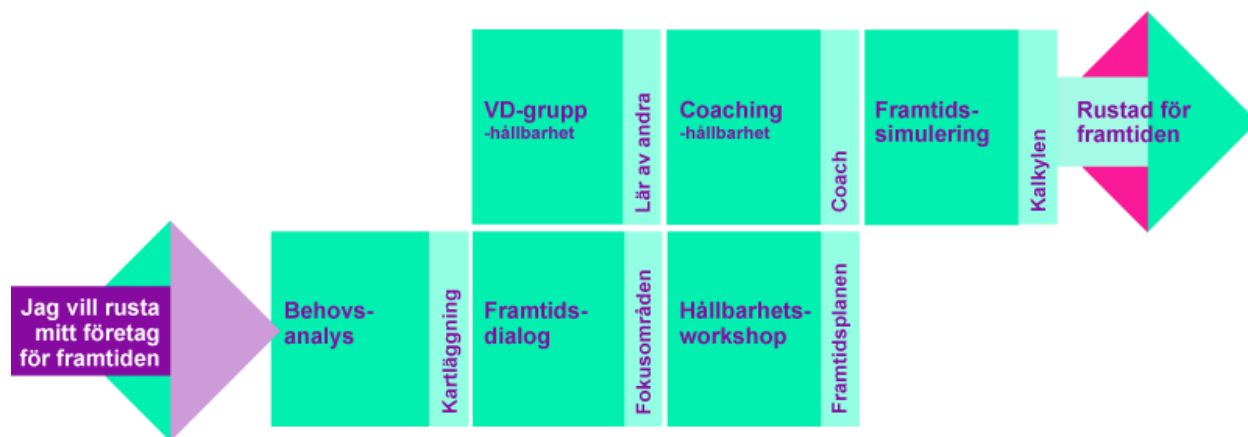 VD-grupp
-hållbarhet
Lär av andra
Coaching
-hållbarhet
Coach
Framtids-
simulering
Kalkylen
Rustad för
framtiden
Jag vill rusta
mitt företag
för framtiden
Behovs-
analys
Kartläggning
Framtids-
dialog
Fokusområden
Hållbarhets-
workshop
Framtidsplanen